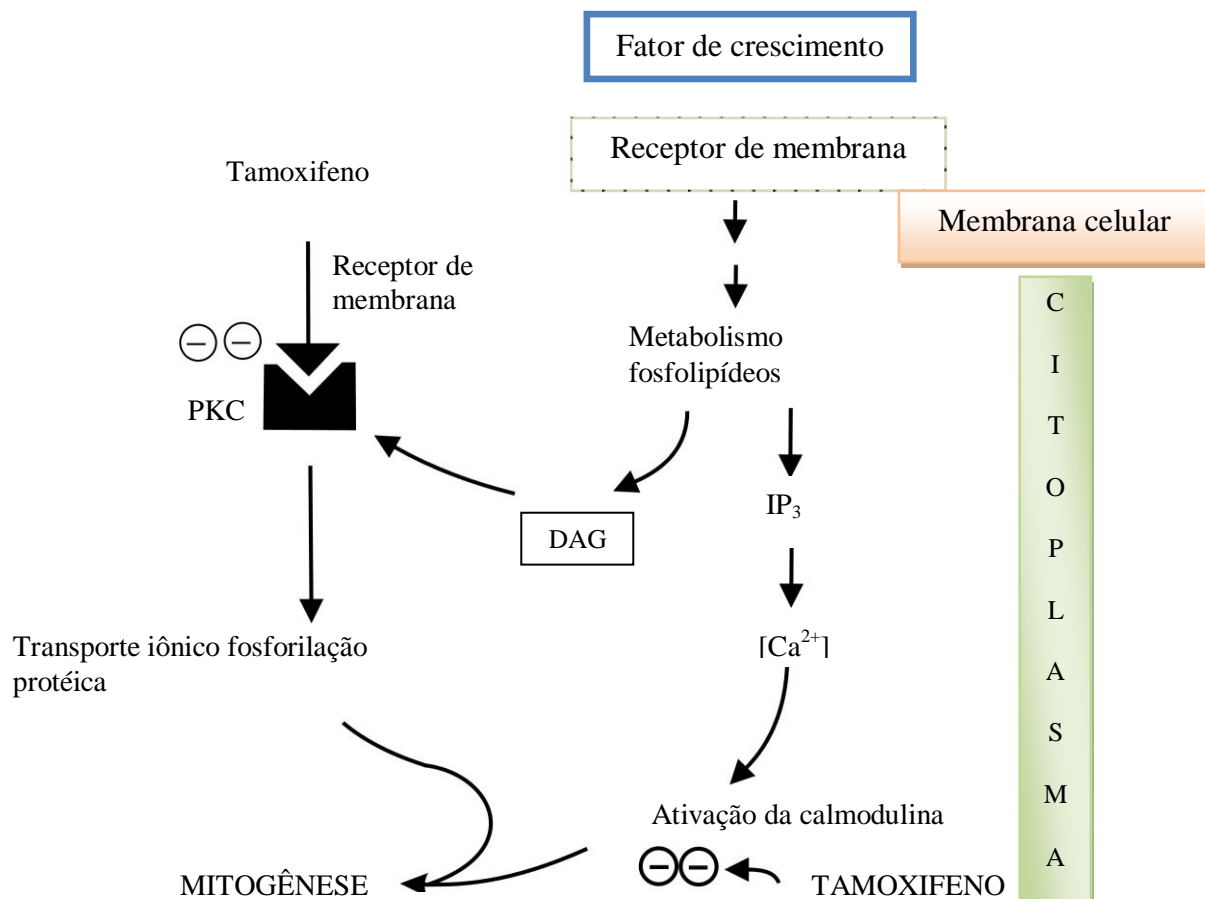 Fator de crescimento
Receptor de membrana
Tamoxifeno
Membrana celular
Receptor de
membrana
− −
PKC
Metabolismo
fosfolipídeos
IP3
DAG
Transporte iônico fosforilação
protéica
[Ca2+]
Ativação da calmodulina
− −
MITOGÊNESE
TAMOXIFENO
C
I
T
O
P
L
A
S
M
A